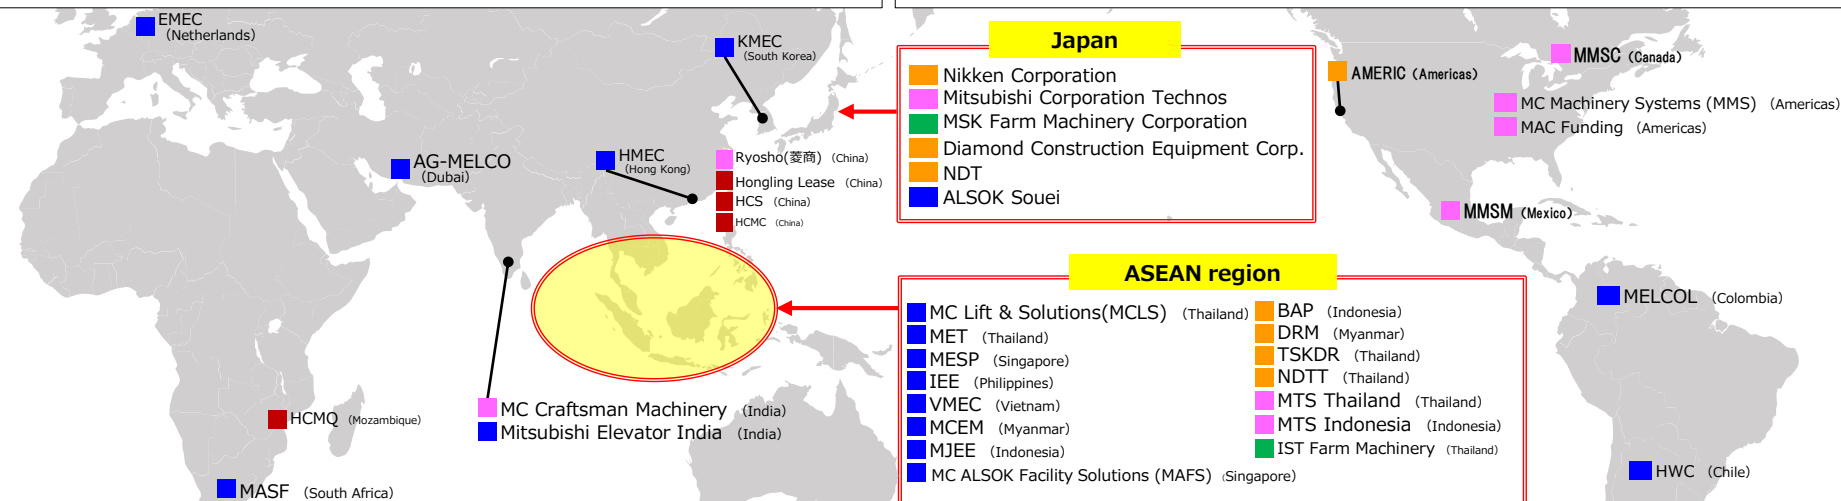 EMEC
（Netherlands）
KMEC
（South Korea）
AG-MELCO
（Dubai）
HMEC
（Hong Kong）
Ryosho(菱商) （China）
Hongling Lease （China）
HCS （China）
HCMC （China）
Japan
Nikken Corporation
Mitsubishi Corporation Technos
MSK Farm Machinery Corporation
Diamond Construction Equipment Corp.
NDT
ALSOK Souei
AMERIC（Americas）
MMSC（Canada）
MC Machinery Systems (MMS) （Americas）
MAC Funding （Americas）
MMSM（Mexico）
ASEAN region
MC Lift & Solutions(MCLS) （Thailand）
MET （Thailand）
MESP （Singapore）
IEE （Philippines）
VMEC （Vietnam）
MCEM （Myanmar）
MJEE （Indonesia）
MC ALSOK Facility Solutions (MAFS) （Singapore）
BAP （Indonesia）
DRM （Myanmar）
TSKDR （Thailand）
NDTT （Thailand）
MTS Thailand （Thailand）
MTS Indonesia （Indonesia）
IST Farm Machinery （Thailand）
MELCOL （Colombia）
HWC （Chile）
MC Craftsman Machinery （India）
Mitsubishi Elevator India （India）
HCMQ （Mozambique）
MASF （South Africa）